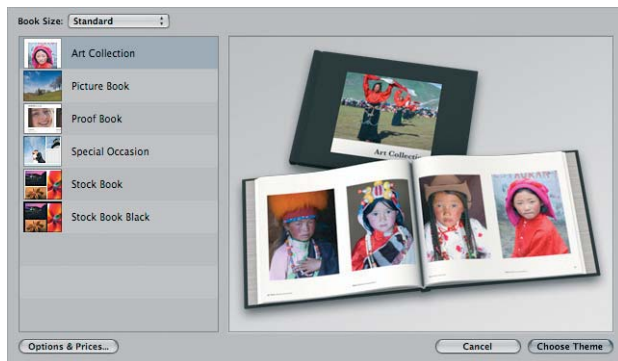 Book Size: Standard
Art Collection
Picture Book
Proof Book
Special Occasion
Stock Book
Stock Book Black
Art Collection
Options & Prices...
Cancel
Choose Theme